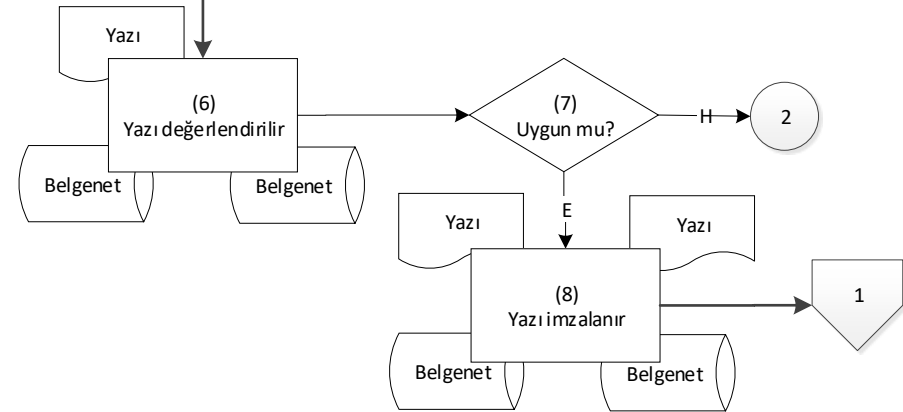 Yazı
(6)
Yazı değerlendirilir
Belgenet
Belgenet
(7)
Uygun mu?
H
2
E
Yazı
Yazı
(8)
Yazı imzalanır
Belgenet
Belgenet
1